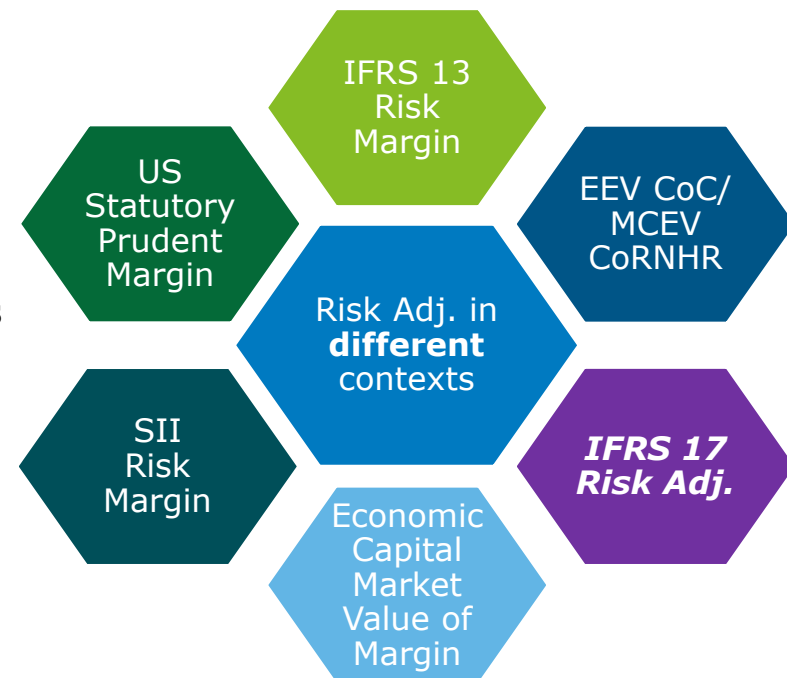 IFRS 13
Risk
Margin
US
Statutory
Prudent
Margin
EEV CoC/
MCEV
CoRNHR
Risk Adj. in
different
contexts
s
SII
Risk
Margin
IFRS 17
Risk Adj.
Economic
Capital
Market
Value of
Margin